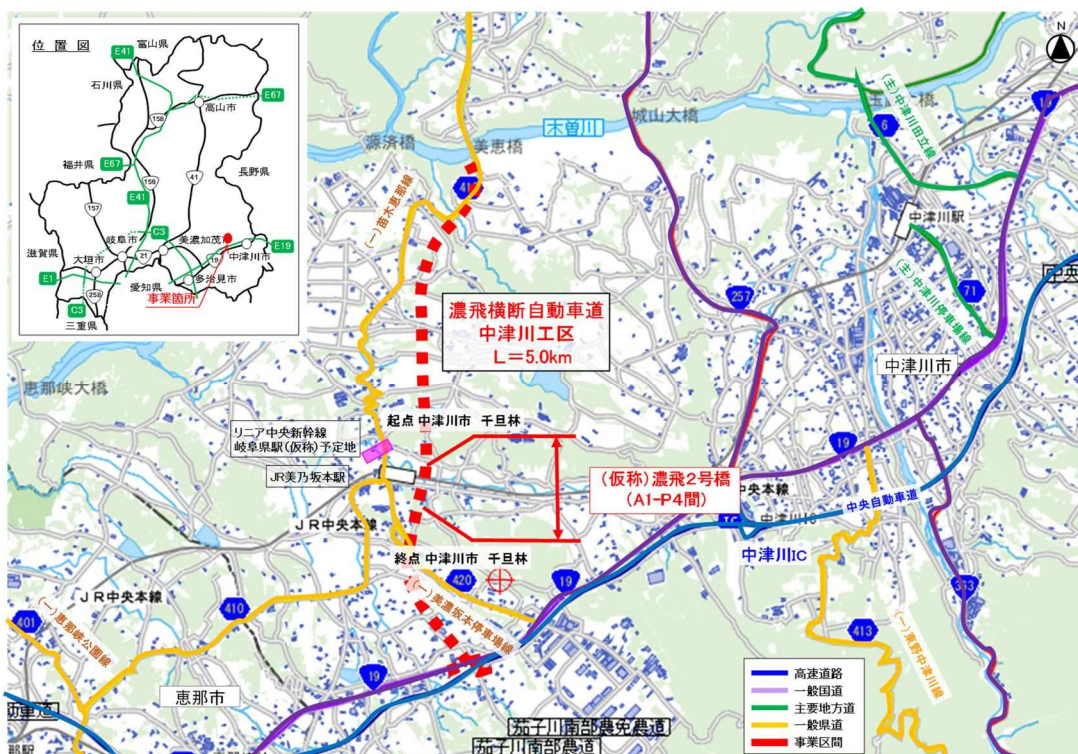 位置図
E41
富山県
石川県
E67
158
高山市
福井県
E67
156
41
長野県
E41
157
C3
岐阜市
美濃加茂市
E19
滋賀県
大垣市
21
19
中津川市
E1
258
愛知県
多治見市
C3
事業箇所
三重県
N
(主)中津川田立線
城山大橋
6
木曽川
源済橋
美恵橋
41
(一)苗木恵那線
中津川駅
257
(主)中津川停車場線
71
濃飛横断自動車道
中津川工区
L=5.0km
中津川市
恵那峡大橋
起点 中津川市 千旦林
リニア中央新幹線
岐阜県駅(仮称)予定地
19
JR美乃坂本駅
(仮称)濃飛2号橋
(A1-P4間)
中央本線
中央自動車道
中津川IC
JR中央本線
中津川IC
終点 中津川市 千旦林
420
19
363
JR中央本線
410
401
(一)美濃坂本停車場線
413
(一)恵那峡公園線
(一)東野中津川線
19
恵那市
高速道路
一般国道
主要地方道
一般県道
事業区間
茄子川南部農免農道
茄子川南部農道